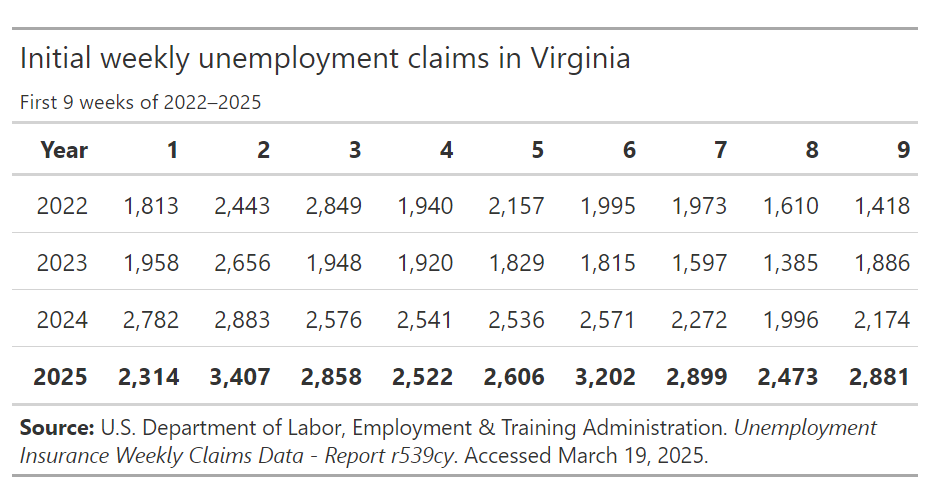 Initial weekly unemployment claims in Virginia
First 9 weeks of 2022–2025
Year 1 2 3 4 5 6 7 8 9
2022 1,813 2,443 2,849 1,940 2,157 1,995 1,973 1,610 1,418
2023 1,958 2,656 1,948 1,920 1,829 1,815 1,597 1,385 1,886
2024 2,782 2,883 2,576 2,541 2,536 2,571 2,272 1,996 2,174
2025 2,314 3,407 2,858 2,522 2,606 3,202 2,899 2,473 2,881
Source: U.S. Department of Labor, Employment & Training Administration. Unemployment
Insurance Weekly Claims Data - Report r539cy. Accessed March 19, 2025.